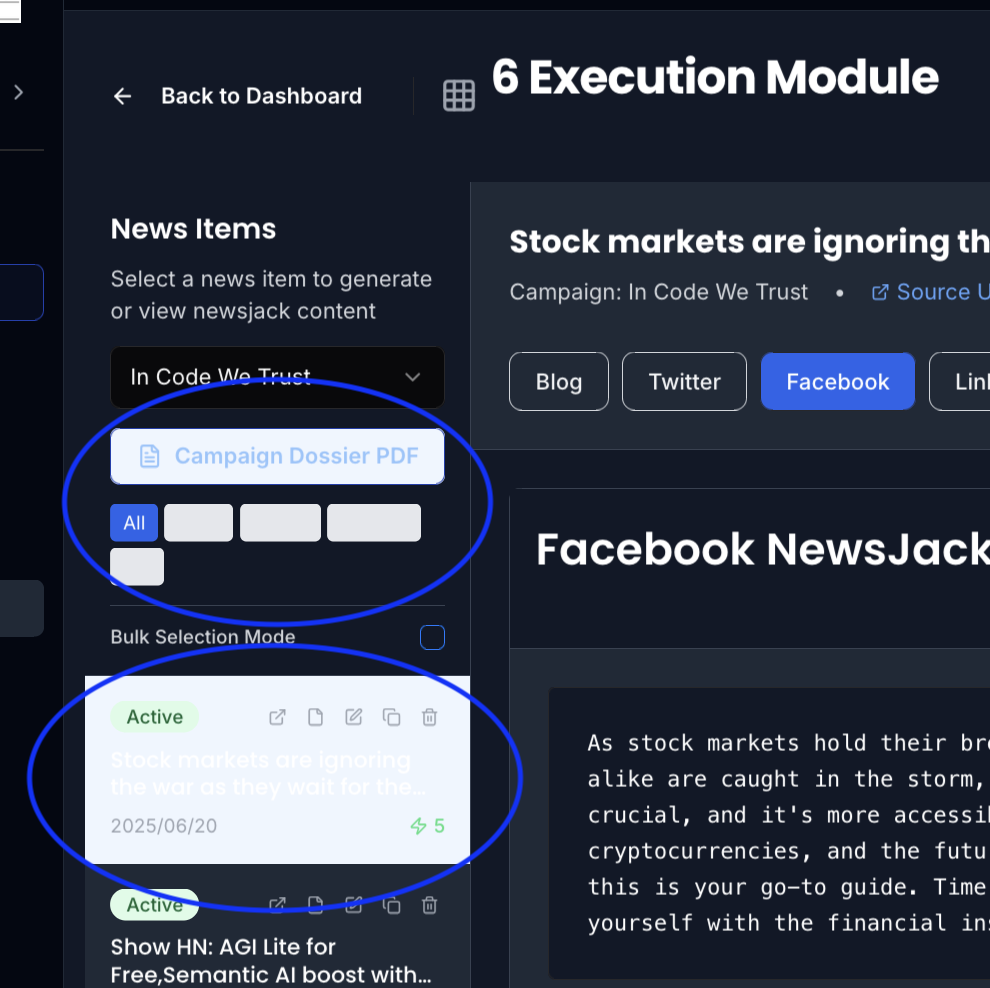 Back to Dashboard
6 Execution Module
News Items
Select a news item to generate
or view newsjack content
In Code We Trust
Campaign Dossier PDF
All
Bulk Selection Mode
Active
Stock markets are ignoring
the war as they wait for the...
2025/06/20
5
Active
Show HN: AGI Lite for
Free,Semantic AI boost with...
Stock markets are ignoring th
Campaign: In Code We Trust • Source U
Blog
Twitter
Facebook
Lin
Facebook NewsJack
As stock markets hold their bre
alike are caught in the storm,
crucial, and it's more accessi
cryptocurrencies, and the futu
this is your go-to guide. Time
yourself with the financial in